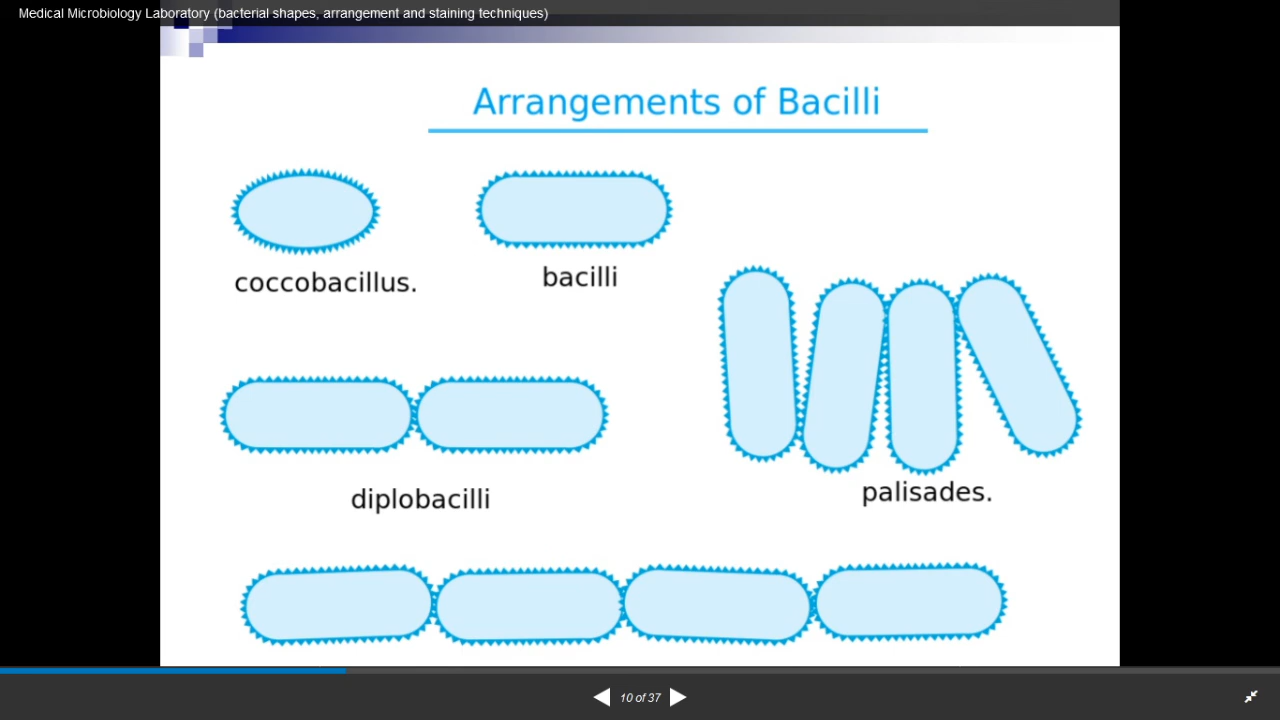 Medical Microbiology Laboratory (bacterial shapes, arrangement and staining techniques)
Arrangements of Bacilli
coccobacillus.
bacilli
diplobacilli
palisades.
10 of 37